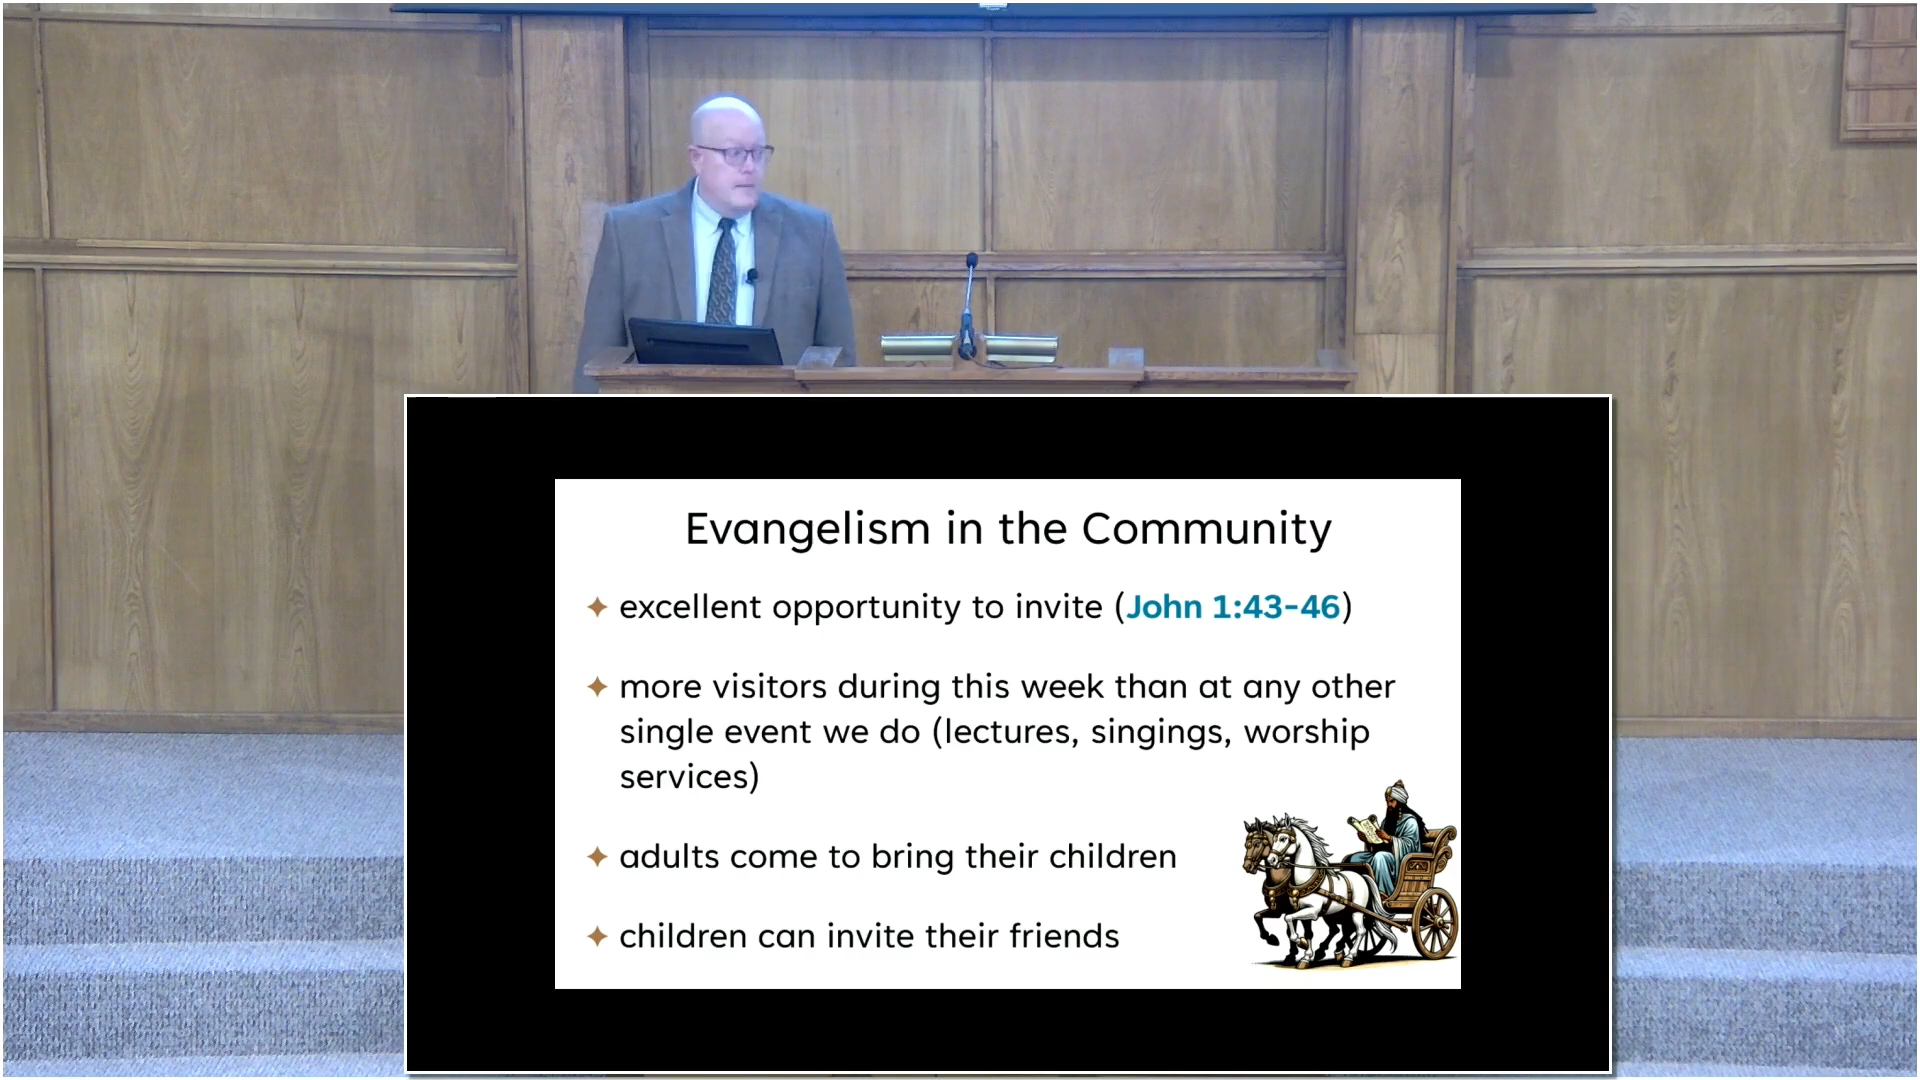 Evangelism in the Community
✦ excellent opportunity to invite (John 1:43-46)
✦ more visitors during this week than at any other
single event we do (lectures, singings, worship
services)
✦ adults come to bring their children
✦ children can invite their friends